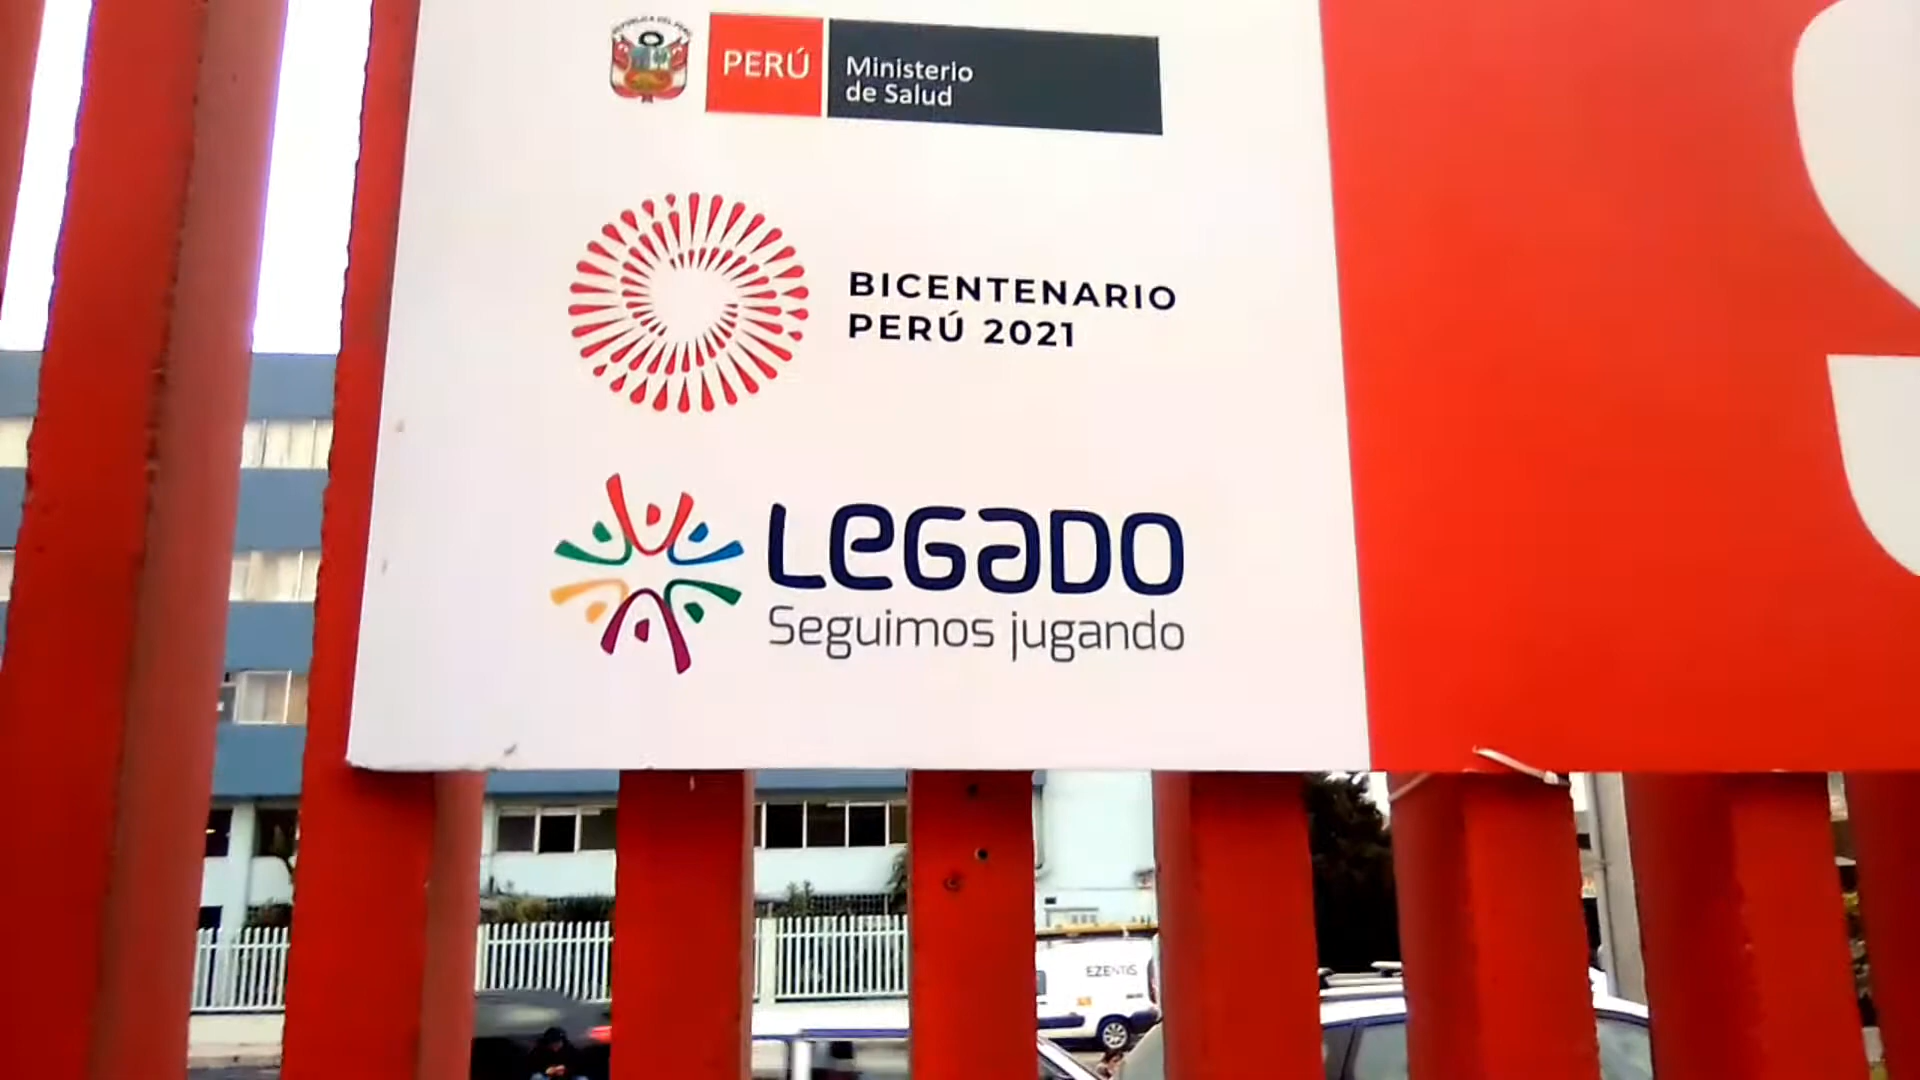 PERÚ
Ministerio
de Salud
BICENTENARIO
PERÚ 2021
LEGADO
Seguimos jugando
EZENTIS